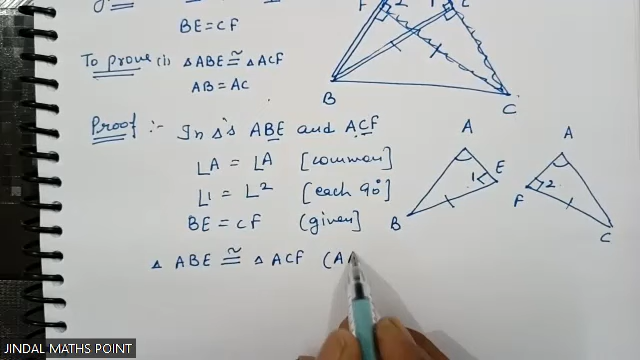 F 2 1 E
BE = CF
To prove (i) △ABE ≅ △ACF
AB = AC
B C
Proof :- In △'s ABE and ACF
A A
∟A = ∟A [common]
∟1 = ∟2 [each 90°]
1 E F 2
BE = CF (given]
B C
△ ABE ≅ △ ACF (A
JINDAL MATHS POINT